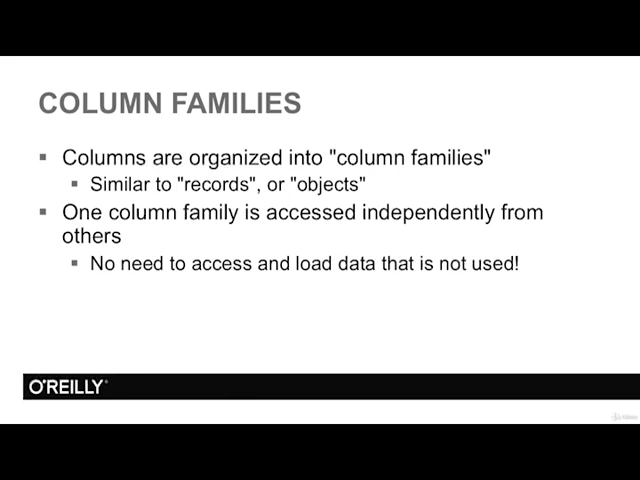 COLUMN FAMILIES
▪ Columns are organized into "column families"
▪ Similar to "records", or "objects"
▪ One column family is accessed independently from
others
▪ No need to access and load data that is not used!
O'REILLY®